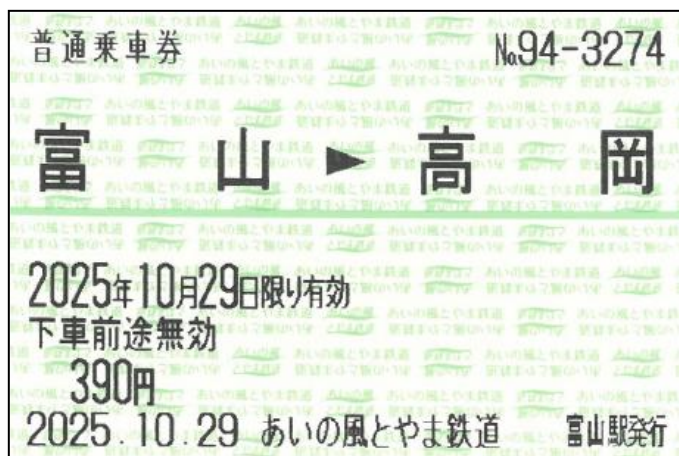 普通乗車券 №94-3274
富山▶高岡
2025年10月29日限り有効
下車前途無効
390円
2025.10.29 あいの風とやま鉄道 富山駅発行